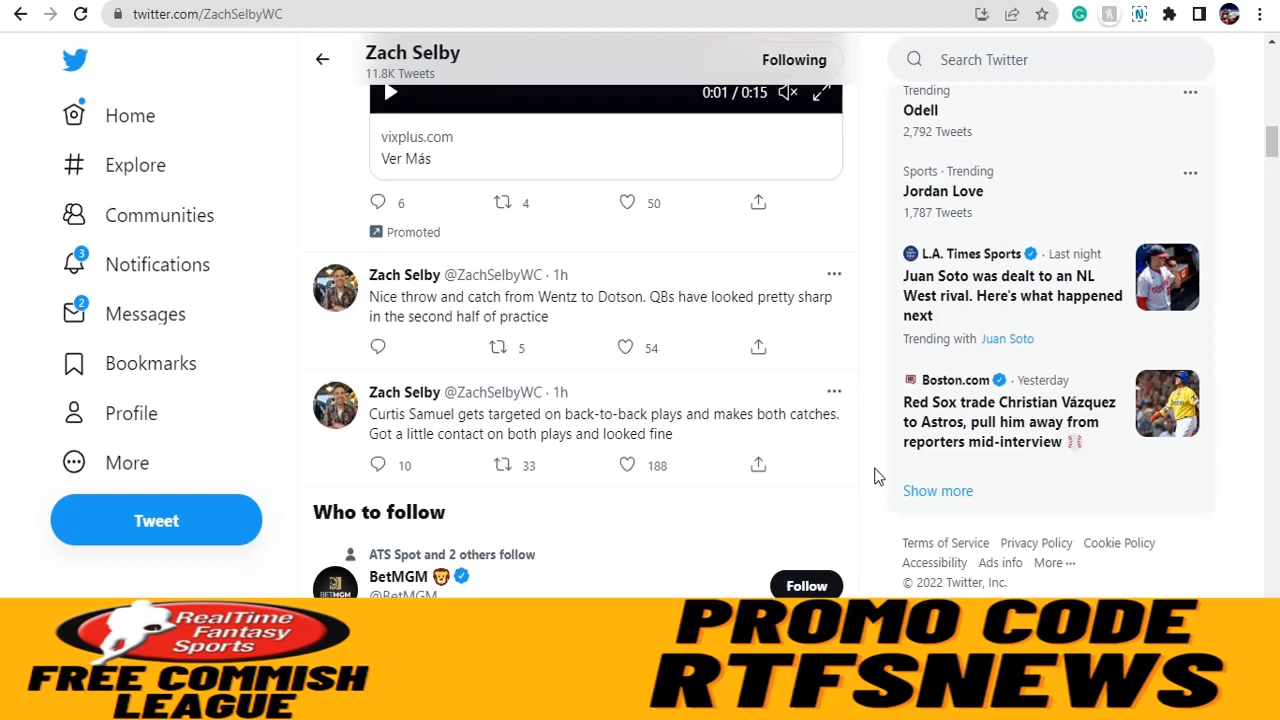 twitter.com/ZachSelbyWC
Zach Selby
11.8K Tweets
Following
Search Twitter
Home
Explore
Communities
3
Notifications
2
Messages
Bookmarks
Profile
More
Tweet
0:01 / 0:15
vixplus.com
Ver Más
6 4 50
Promoted
Zach Selby @ZachSelbyWC · 1h
Nice throw and catch from Wentz to Dotson. QBs have looked pretty sharp
in the second half of practice
5 54
Zach Selby @ZachSelbyWC · 1h
Curtis Samuel gets targeted on back-to-back plays and makes both catches.
Got a little contact on both plays and looked fine
10 33 188
Who to follow
ATS Spot and 2 others follow
BetMGM
@BetMGM
BETMGM
Follow
Trending
Odell
2,792 Tweets
Sports · Trending
Jordan Love
1,787 Tweets
L.A. Times Sports · Last night
Juan Soto was dealt to an NL
West rival. Here's what happened
next
Trending with Juan Soto
Boston.com · Yesterday
Red Sox trade Christian Vázquez
to Astros, pull him away from
reporters mid-interview
Show more
Terms of Service Privacy Policy Cookie Policy
Accessibility Ads info More ···
© 2022 Twitter, Inc.
RealTime
Fantasy
Sports
FREE COMMISH
LEAGUE
PROMO CODE
RTFSNEWS